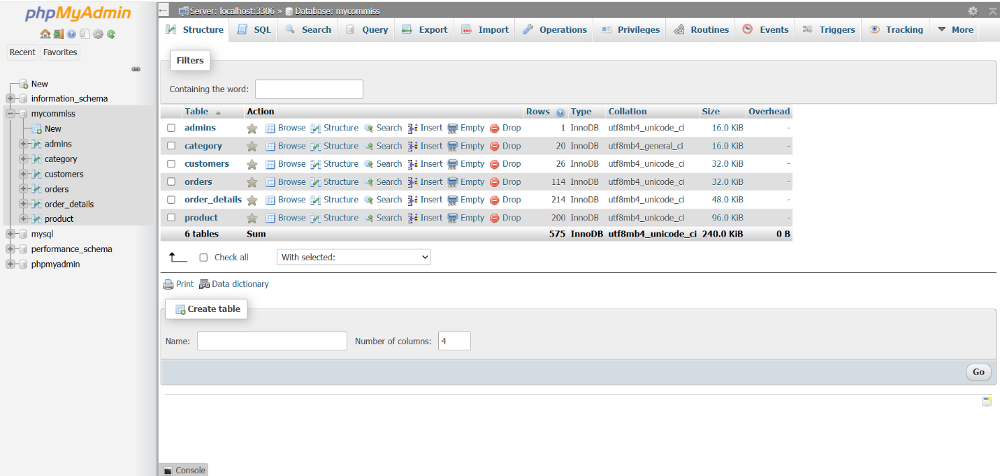 phpMyAdmin
Recent Favorites
New
information_schema
mycommiss
New
admins
category
customers
orders
order_details
product
mysql
performance_schema
phpmyadmin
Server: localhost:3306 » Database: mycommiss
Structure SQL Search Query Export Import Operations Privileges Routines Events Triggers Tracking More
Filters
Containing the word:
Table Action Rows Type Collation Size Overhead
admins Browse Structure Search Insert Empty Drop 1 InnoDB utf8mb4_unicode_ci 16.0 KiB -
category Browse Structure Search Insert Empty Drop 20 InnoDB utf8mb4_general_ci 16.0 KiB -
customers Browse Structure Search Insert Empty Drop 26 InnoDB utf8mb4_unicode_ci 32.0 KiB -
orders Browse Structure Search Insert Empty Drop 114 InnoDB utf8mb4_unicode_ci 32.0 KiB -
order_details Browse Structure Search Insert Empty Drop 214 InnoDB utf8mb4_unicode_ci 48.0 KiB -
product Browse Structure Search Insert Empty Drop 200 InnoDB utf8mb4_unicode_ci 96.0 KiB -
6 tables Sum 575 InnoDB utf8mb4_unicode_ci 240.0 KiB 0 B
Check all With selected:
Print Data dictionary
Create table
Name: Number of columns: 4
Go
Console